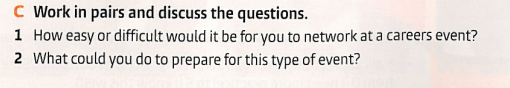 C Work in pairs and discuss the questions.
1 How easy or difficult would it be for you to network at a careers event?
2 What could you do to prepare for this type of event?